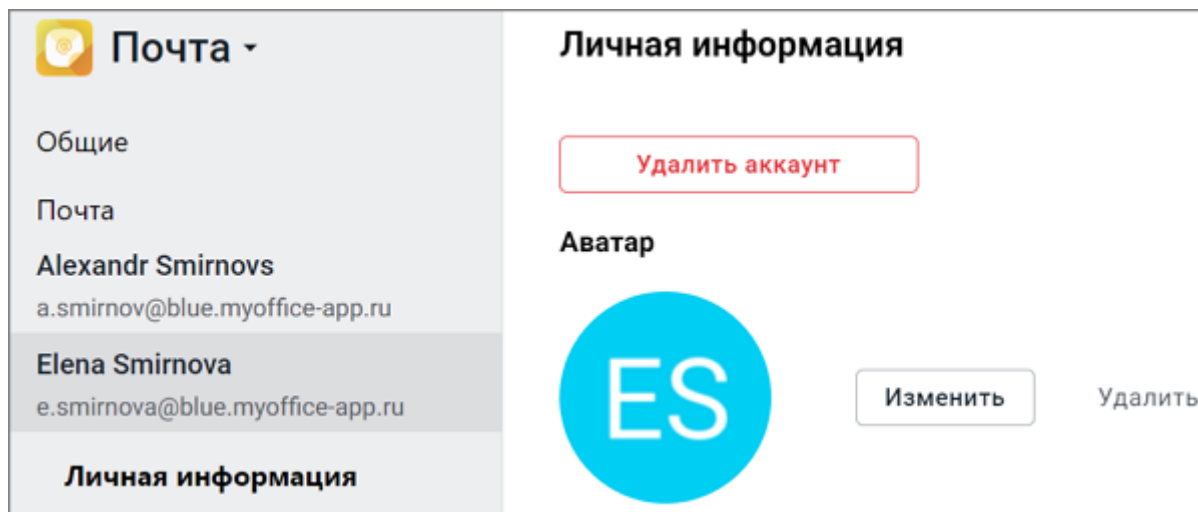 Почта
Общие
Почта
Alexandr Smirnovs
a.smirnov@blue.myoffice-app.ru
Elena Smirnova
e.smirnova@blue.myoffice-app.ru
Личная информация
Личная информация
Удалить аккаунт
Аватар
ES
Изменить
Удалить